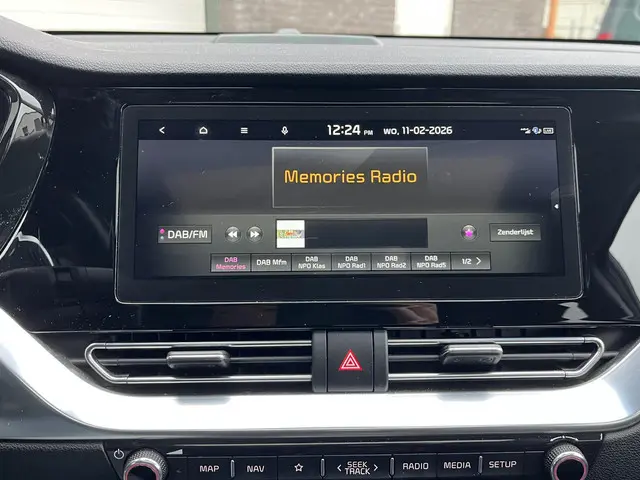 12:24 PM WO, 11-02-2026
Memories Radio
DAB/FM
Zenderlijst
DAB Memories
DAB Mfm
DAB NPO Klas
DAB NPO Rad1
DAB NPO Rad2
DAB NPO Rad5
1/2
MAP NAV SEEK TRACK RADIO MEDIA SETUP